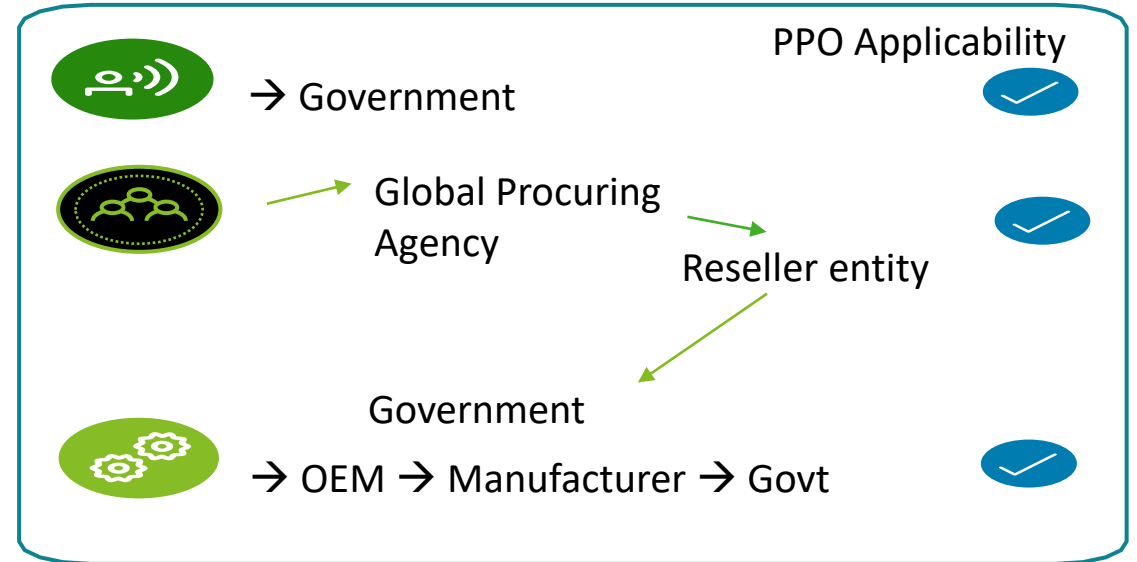 PPO Applicability
→ Government
Global Procuring
Agency
Reseller entity
Government
→ OEM → Manufacturer → Govt